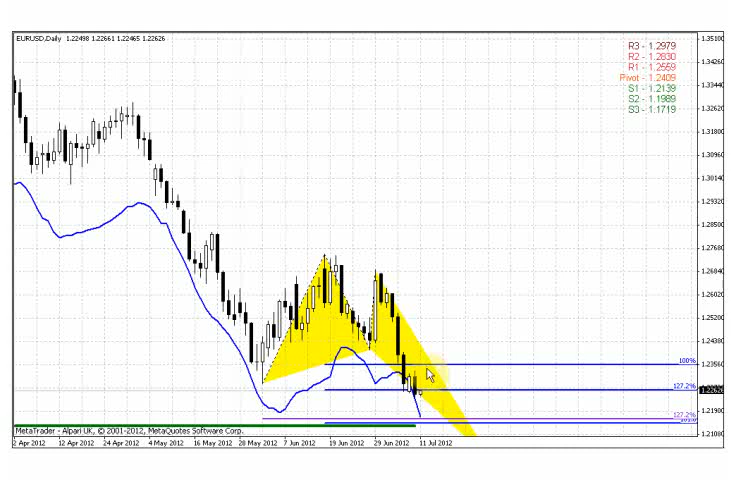 EURUSD,Daily 1.22498 1.22661 1.22465 1.22626
R3 - 1.2979
R2 - 1.2830
R1 - 1.2559
Pivot - 1.2409
S1 - 1.2139
S2 - 1.1989
S3 - 1.1719
1.3510
1.3426
1.3344
1.3262
1.3180
1.3096
1.3014
1.2932
1.2850
1.2768
1.2684
1.2602
1.2520
1.2438
1.2356
1.2190
1.2108
100%
127.2%
127.2%
MetaTrader - Alpari UK, © 2001-2012, MetaQuotes Software Corp.
2 Apr 2012 12 Apr 2012 24 Apr 2012 4 May 2012 16 May 2012 28 May 2012 7 Jun 2012 19 Jun 2012 29 Jun 2012 11 Jul 2012